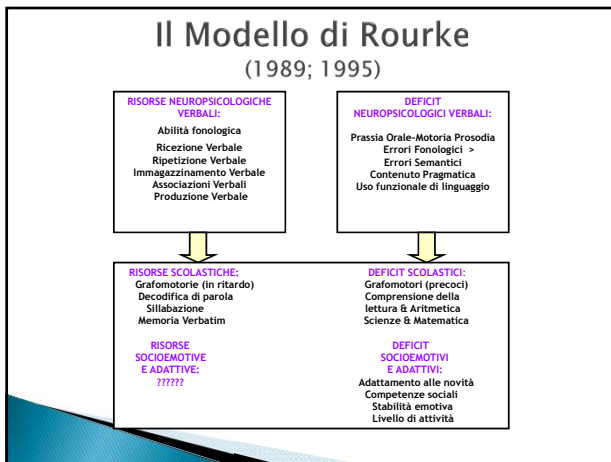 Il Modello di Rourke
(1989; 1995)
RISORSE NEUROPSICOLOGICHE
VERBALI:
Abilità fonologica
Ricezione Verbale
Ripetizione Verbale
Immagazzinamento Verbale
Associazioni Verbali
Produzione Verbale
DEFICIT
NEUROPSICOLOGICI VERBALI:
Prassia Orale-Motoria Prosodia
Errori Fonologici >
Errori Semantici
Contenuto Pragmatica
Uso funzionale di linguaggio
RISORSE SCOLASTICHE:
Grafomotorie (in ritardo)
Decodifica di parola
Sillabazione
Memoria Verbatim
RISORSE
SOCIOEMOTIVE
E ADATTIVE:
??????
DEFICIT SCOLASTICI:
Grafomotori (precoci)
Comprensione della
lettura & Aritmetica
Scienze & Matematica
DEFICIT
SOCIOEMOTIVI
E ADATTIVI:
Adattamento alle novità
Competenze sociali
Stabilità emotiva
Livello di attività